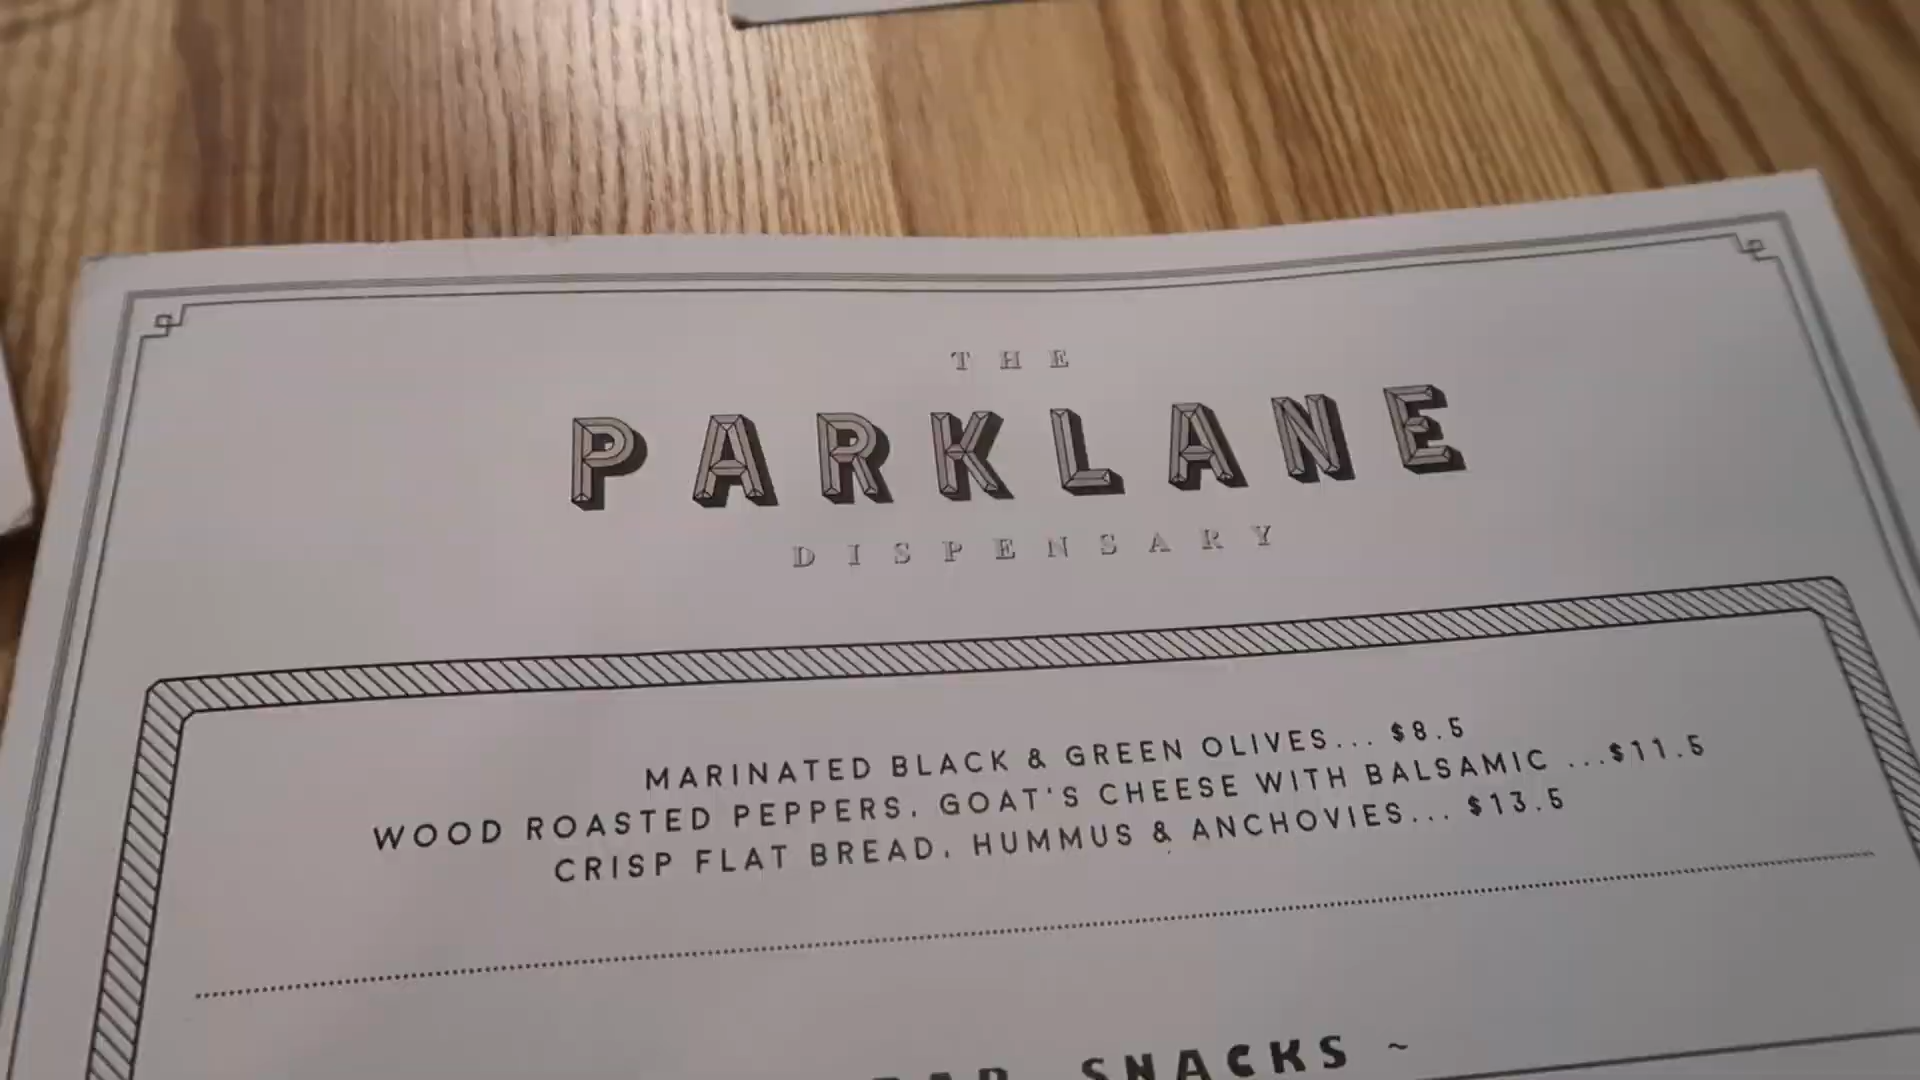 THE
PARKLANE
DISPENSARY
MARINATED BLACK & GREEN OLIVES... $8.5
WOOD ROASTED PEPPERS, GOAT'S CHEESE WITH BALSAMIC ...$11.5
CRISP FLAT BREAD, HUMMUS & ANCHOVIES... $13.5
SNACKS ~